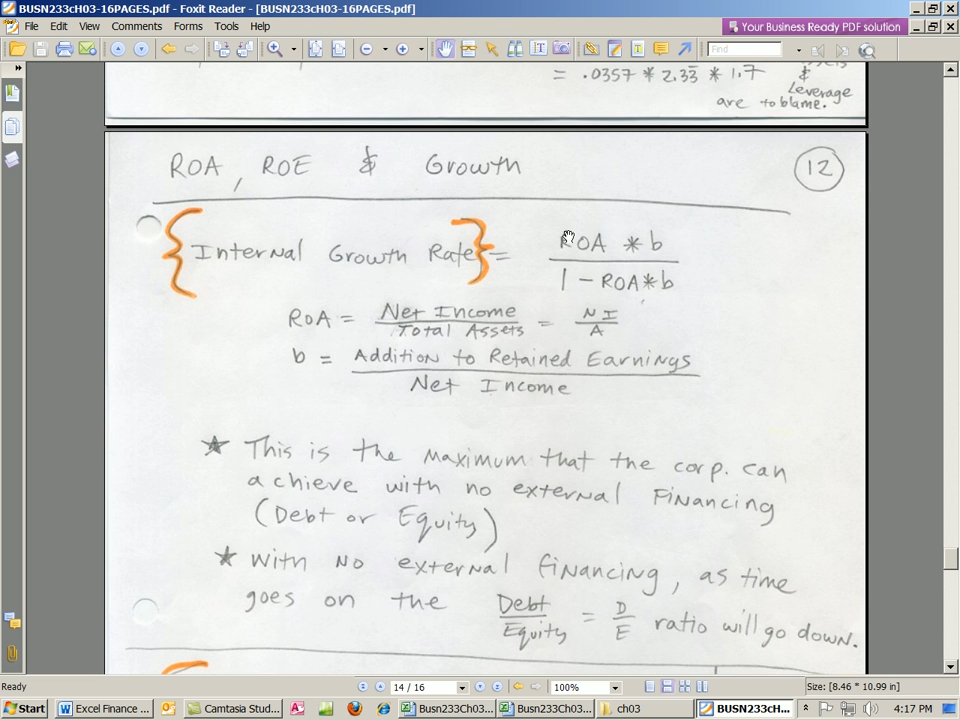 BUSN233cH03-16PAGES.pdf - Foxit Reader - [BUSN233cH03-16PAGES.pdf]
File Edit View Comments Forms Tools Help
Your Business Ready PDF solution
Find
= .0357 * 2.33 * 1.7
&
Leverage
are to blame.
ROA, ROE & Growth
12
{Internal Growth Rate} = ROA * b
1 - ROA * b
ROA = Net Income = NI
Total Assets A
b = Addition to Retained Earnings
Net Income
★ This is the maximum that the corp. can
achieve with no external Financing
(Debt or Equity)
★ with no external financing, as time
goes on the Debt = D ratio will go down.
Equity E
Ready
14 / 16
100%
Size: [8.46 * 10.99 in]
Start
Excel Finance ...
Camtasia Stud...
Busn233Ch03...
Busn233Ch03...
ch03
BUSN233cH...
4:17 PM